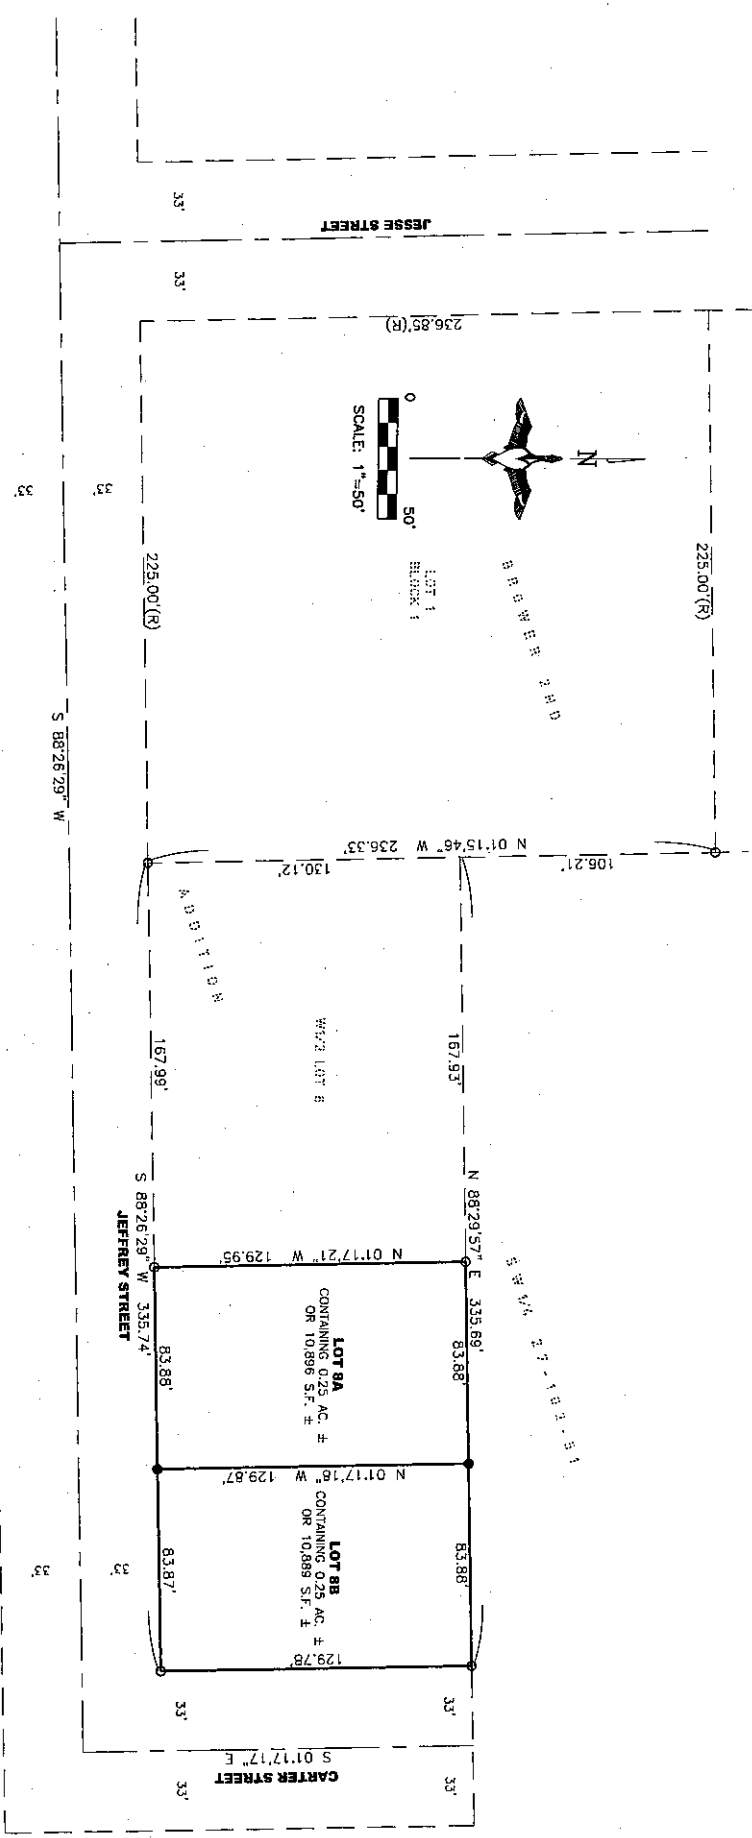 33'
JESSE STREET
33'
236.85'(R)
N
0
50'
SCALE: 1"=50'
33'
33'
225.00'(R)
225.00'(R)
LOT 1
BLOCK 1
BROWER 2ND
S 88°26'29" W
N 01°15'46" W 236.33'
130.12'
106.21'
ADDITION
W1/2 LOT 8
167.99'
167.93'
S 88°26'29" W 335.74'
JEFFREY STREET
N 88°29'57" E 335.69'
SW1/4 27-102-51
N 01°17'21" W 129.95'
LOT 8A
CONTAINING 0.25 AC. ±
OR 10,896 S.F. ±
83.88'
83.88'
N 01°17'18" W 129.87'
LOT 8B
CONTAINING 0.25 AC. ±
OR 10,889 S.F. ±
83.87'
83.88'
33'
33'
129.78'
33'
33'
S 01°17'17" E
CARTER STREET
33'
33'